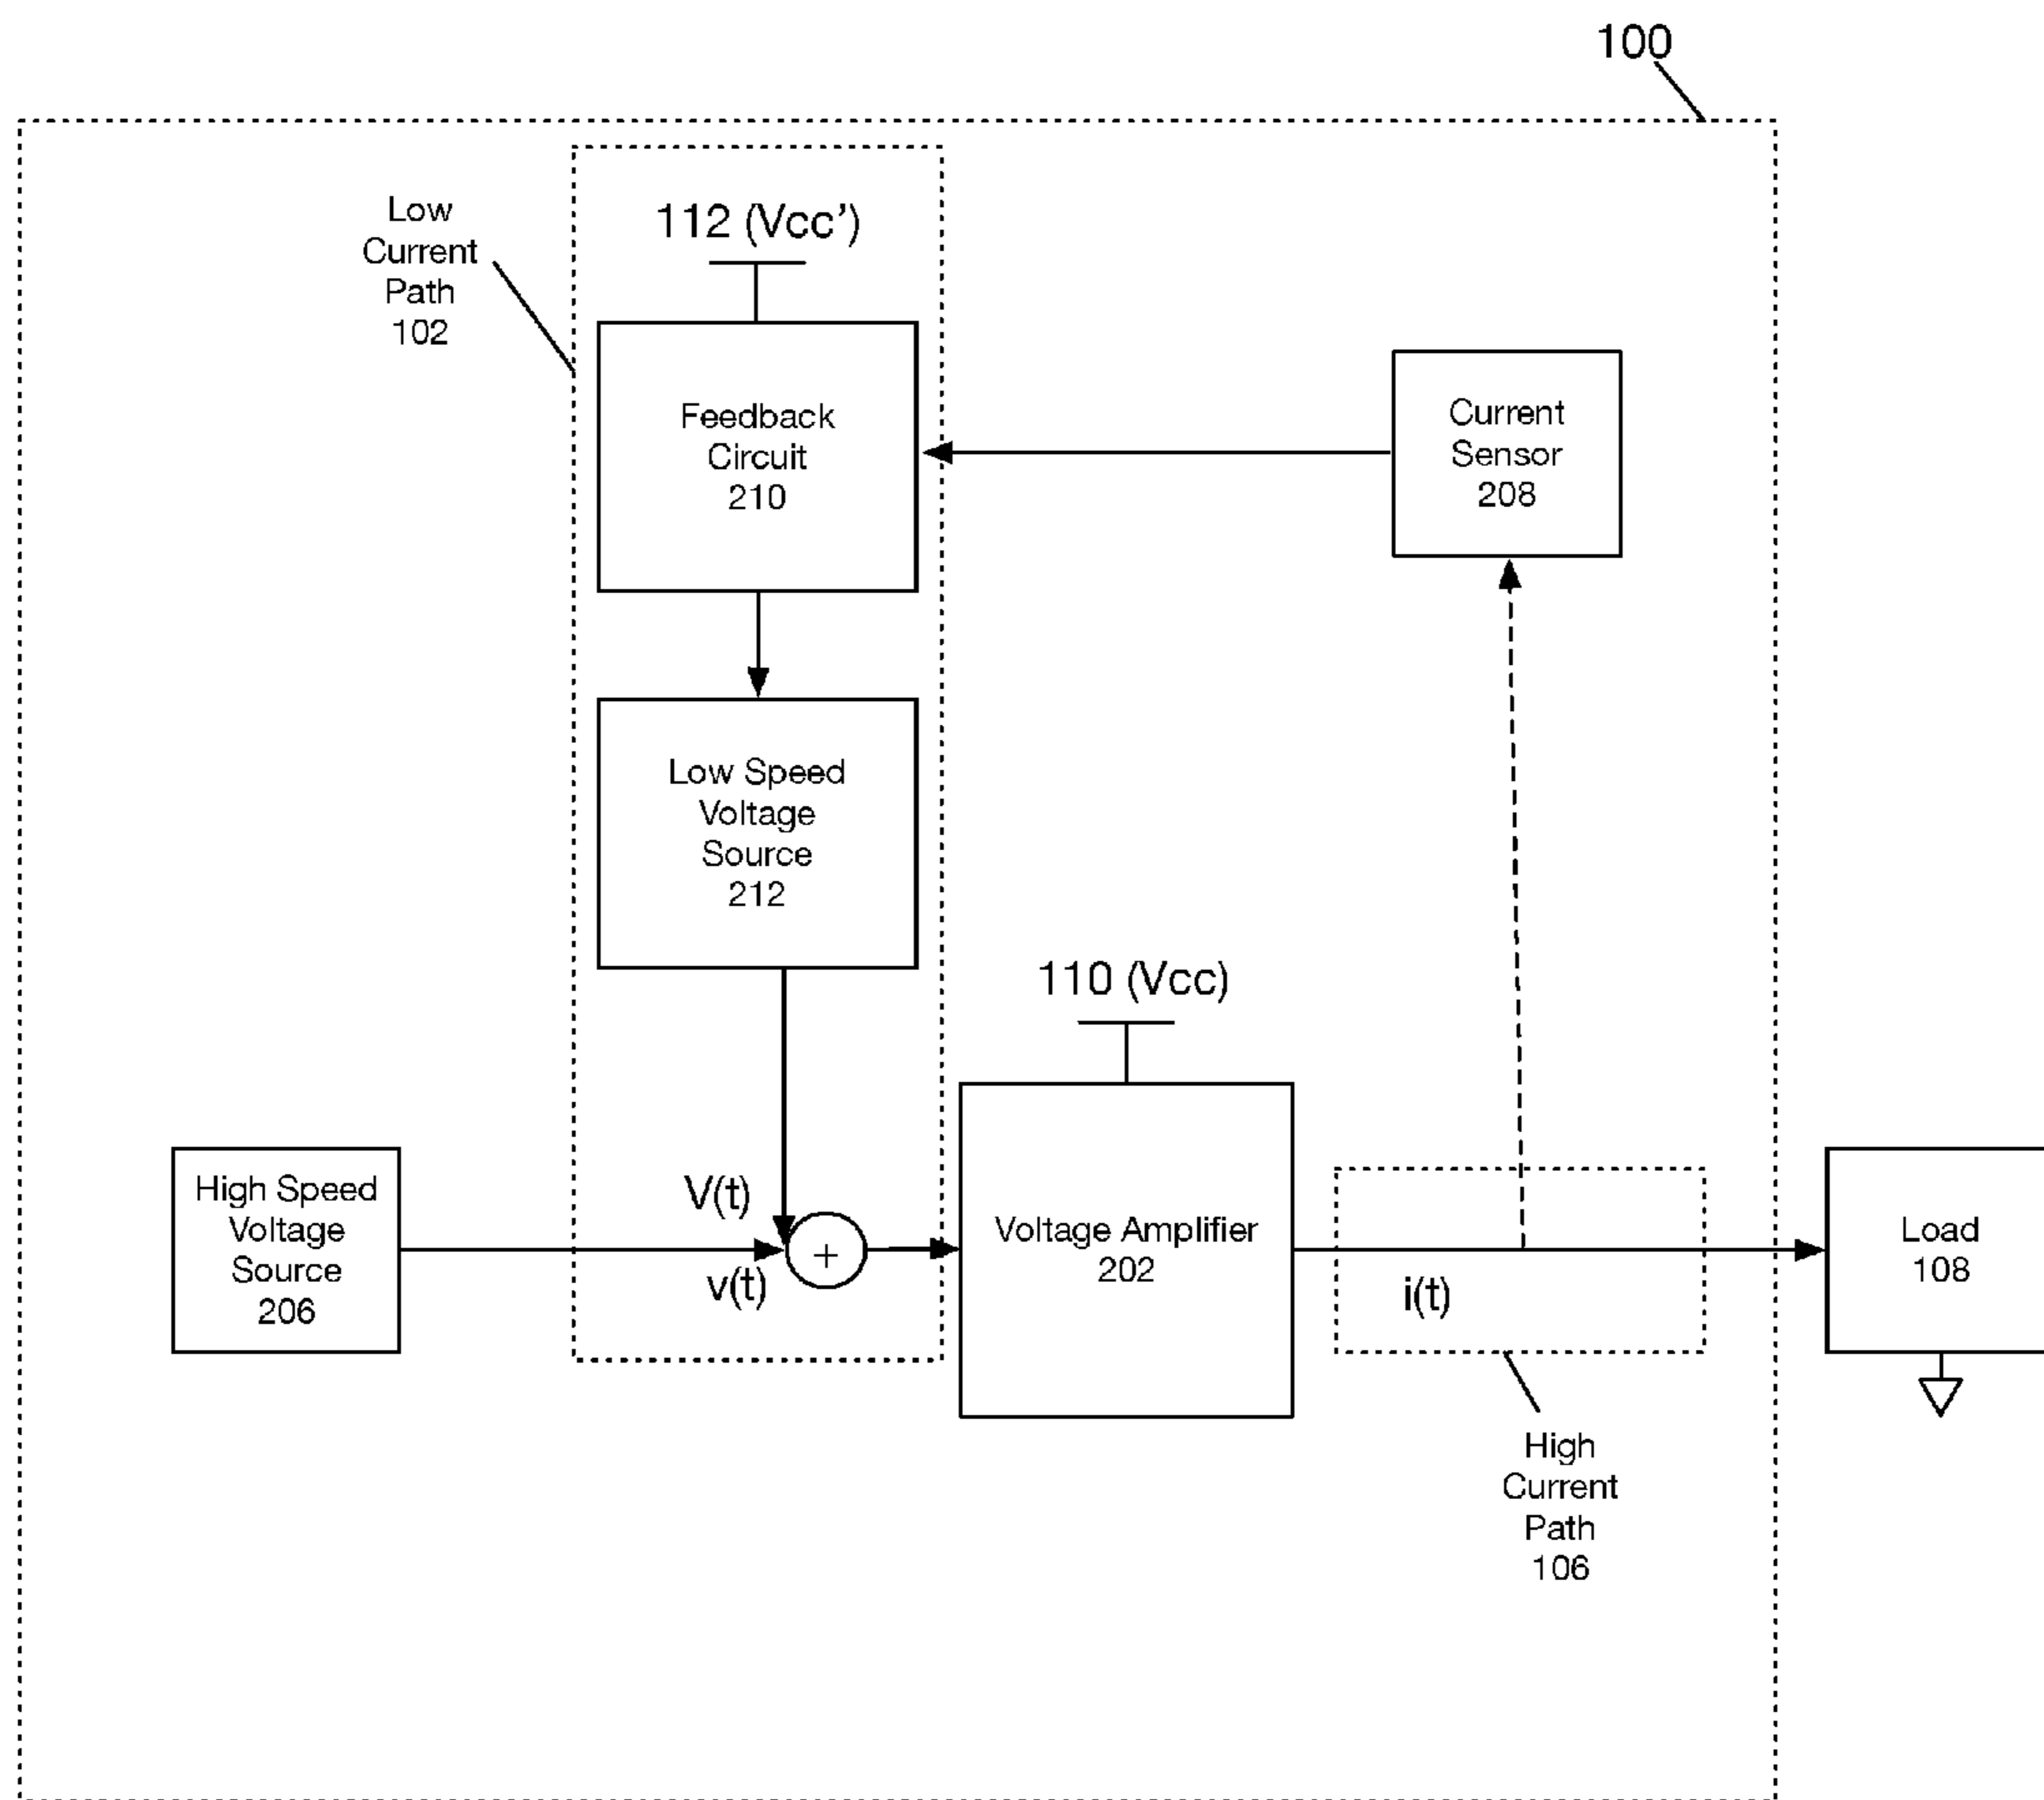 100
Low
Current
Path
102
112 (Vcc’)
Feedback
Circuit
210
Current
Sensor
208
Low Speed
Voltage
Source
212
110 (Vcc)
High Speed
Voltage
Source
206
V(t)
v(t)
+
Voltage Amplifier
202
i(t)
Load
108
High
Current
Path
106